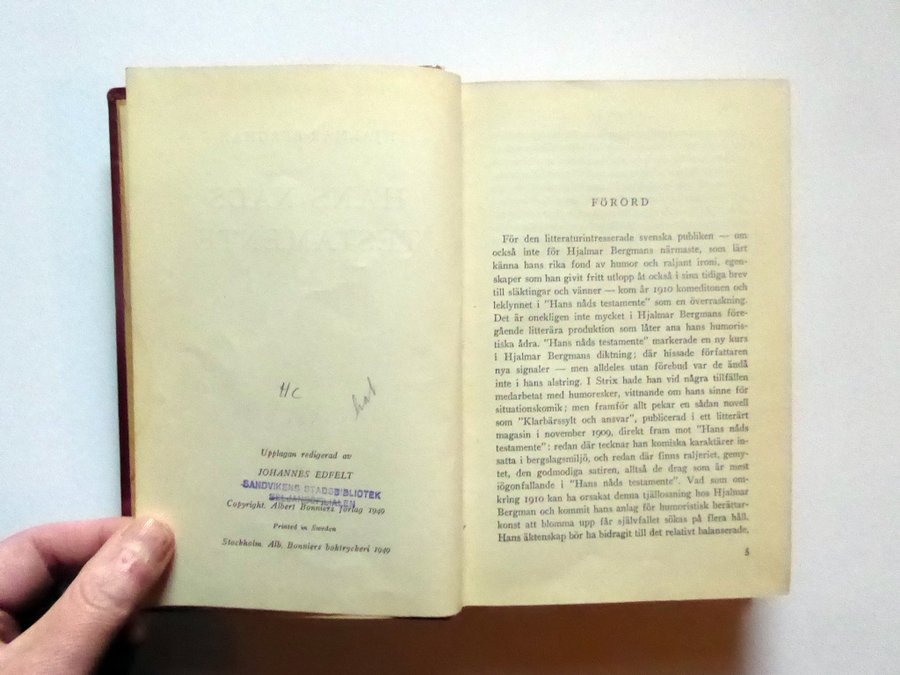 Hc
hab
Upplagan redigerad av
JOHANNES EDFELT
SANDVIKENS STADSBIBLIOTEK
Copyright. Albert Bonniers förlag 1949
Printed in Sweden
Stockholm. Alb. Bonniers boktryckeri 1949
FÖRORD
För den litteraturintresserade svenska publiken — om
också inte för Hjalmar Bergmans närmaste, som lärt
känna hans rika fond av humor och raljant ironi, egen-
skaper som han givit fritt utlopp åt också i sina tidiga brev
till släktingar och vänner — kom år 1910 komeditonen och
leklynnet i "Hans nåds testamente" som en överraskning.
Det är onekligen inte mycket i Hjalmar Bergmans före-
gående litterära produktion som låter ana hans humoris-
tiska ådra. "Hans nåds testamente" markerade en ny kurs
i Hjalmar Bergmans diktning; där hissade författaren
nya signaler — men alldeles utan förebud var de ändå
inte i hans alstring. I Strix hade han vid några tillfällen
medarbetat med humoresker, vittnande om hans sinne för
situationskomik; men framför allt pekar en sådan novell
som "Klarbärssylt och ansvar", publicerad i ett litterärt
magasin i november 1909, direkt fram mot "Hans nåds
testamente": redan där tecknar han komiska karaktärer in-
satta i bergslagsmiljö, och redan där finns raljeriet, gemy-
tet, den godmodiga satiren, alltså de drag som är mest
iögonfallande i "Hans nåds testamente". Vad som om-
kring 1910 kan ha orsakat denna tjällossning hos Hjalmar
Bergman och kommit hans anlag för humoristisk berättar-
konst att blomma upp får självfallet sökas på flera håll.
Hans äktenskap bör ha bidragit till det relativt balanserade,
5